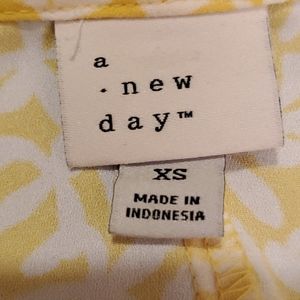 a
· new
day™
XS
MADE IN
INDONESIA